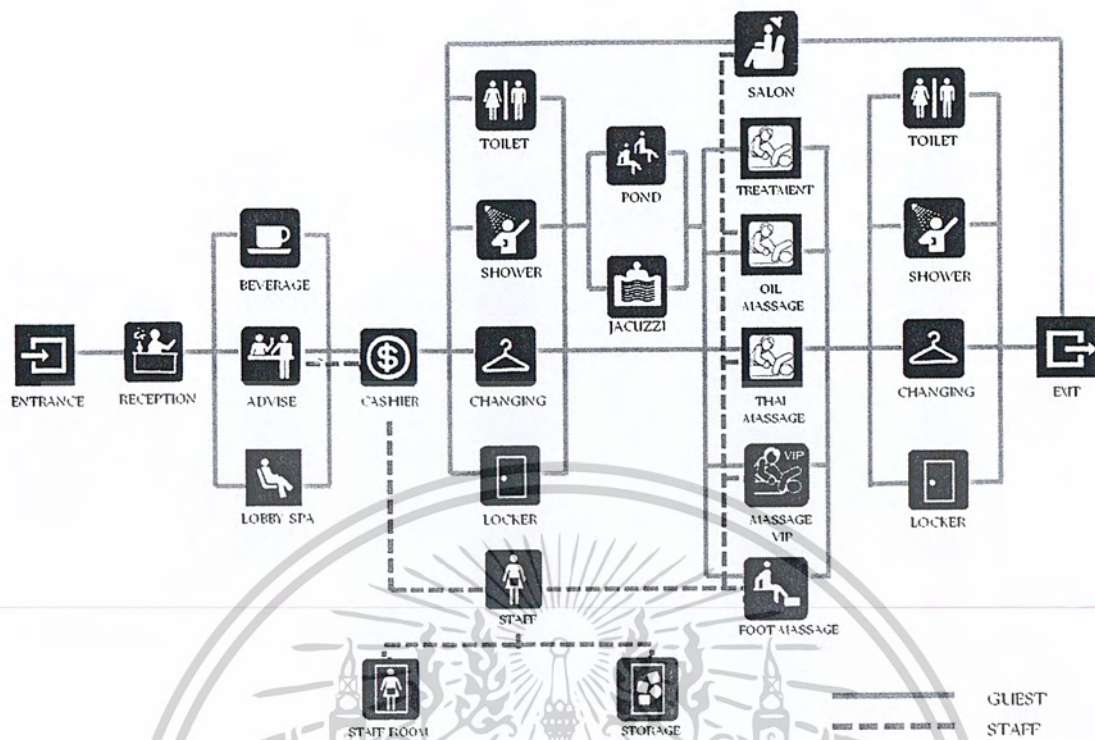 SALON
TOILET
TOILET
TREATMENT
POND
BEVERAGE
SHOWER
OIL
MASSAGE
SHOWER
JACUZZI
$
ENTRANCE
RECEPTION
ADVISE
CASHIER
CHANGING
THAI
MASSAGE
CHANGING
EXIT
VIP
LOBBY SPA
LOCKER
MASSAGE
VIP
LOCKER
STAFF
FOOT MASSAGE
STAFF ROOM
STORAGE
GUEST
STAFF